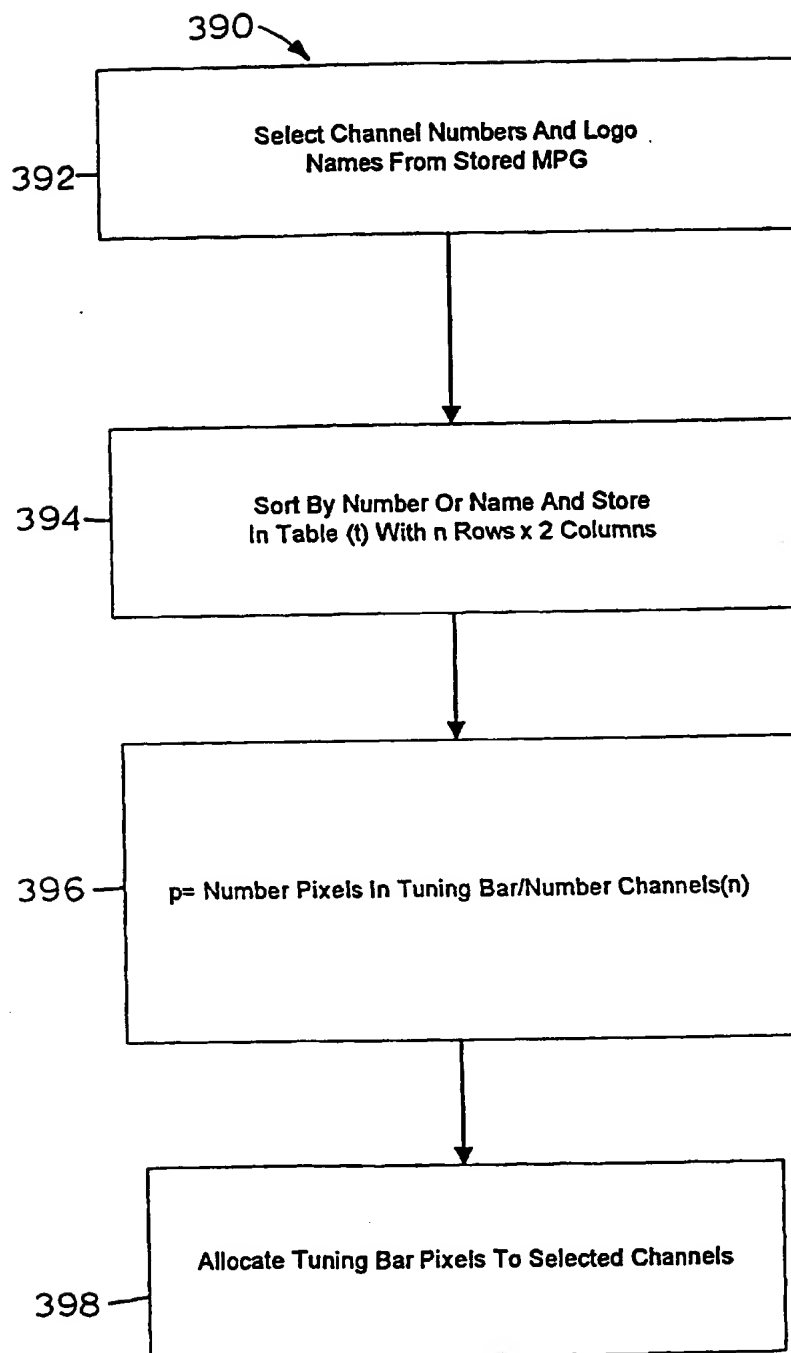 390
Select Channel Numbers And Logo
Names From Stored MPG
392
Sort By Number Or Name And Store
In Table (t) With n Rows x 2 Columns
394
p= Number Pixels In Tuning Bar/Number Channels(n)
396
Allocate Tuning Bar Pixels To Selected Channels
398